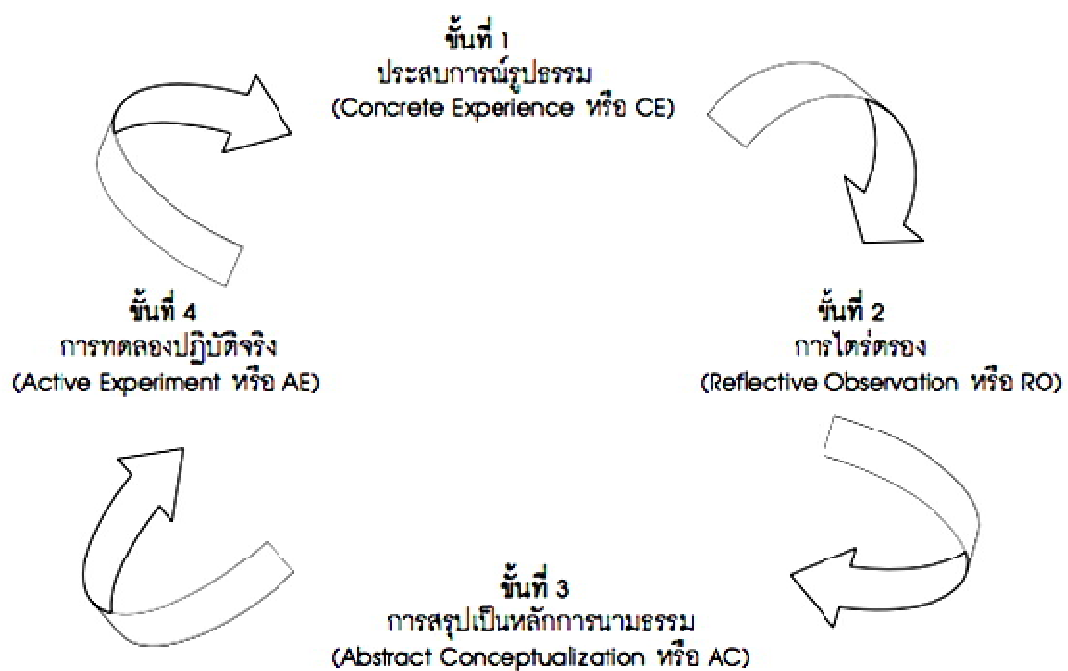 ขั้นที่ 1
ประสบการณ์รูปธรรม
(Concrete Experience หรือ CE)
ขั้นที่ 2
การไตร่ตรอง
(Reflective Observation หรือ RO)
ขั้นที่ 3
การสรุปเป็นหลักการนามธรรม
(Abstract Conceptualization หรือ AC)
ขั้นที่ 4
การทดลองปฏิบัติจริง
(Active Experiment หรือ AE)